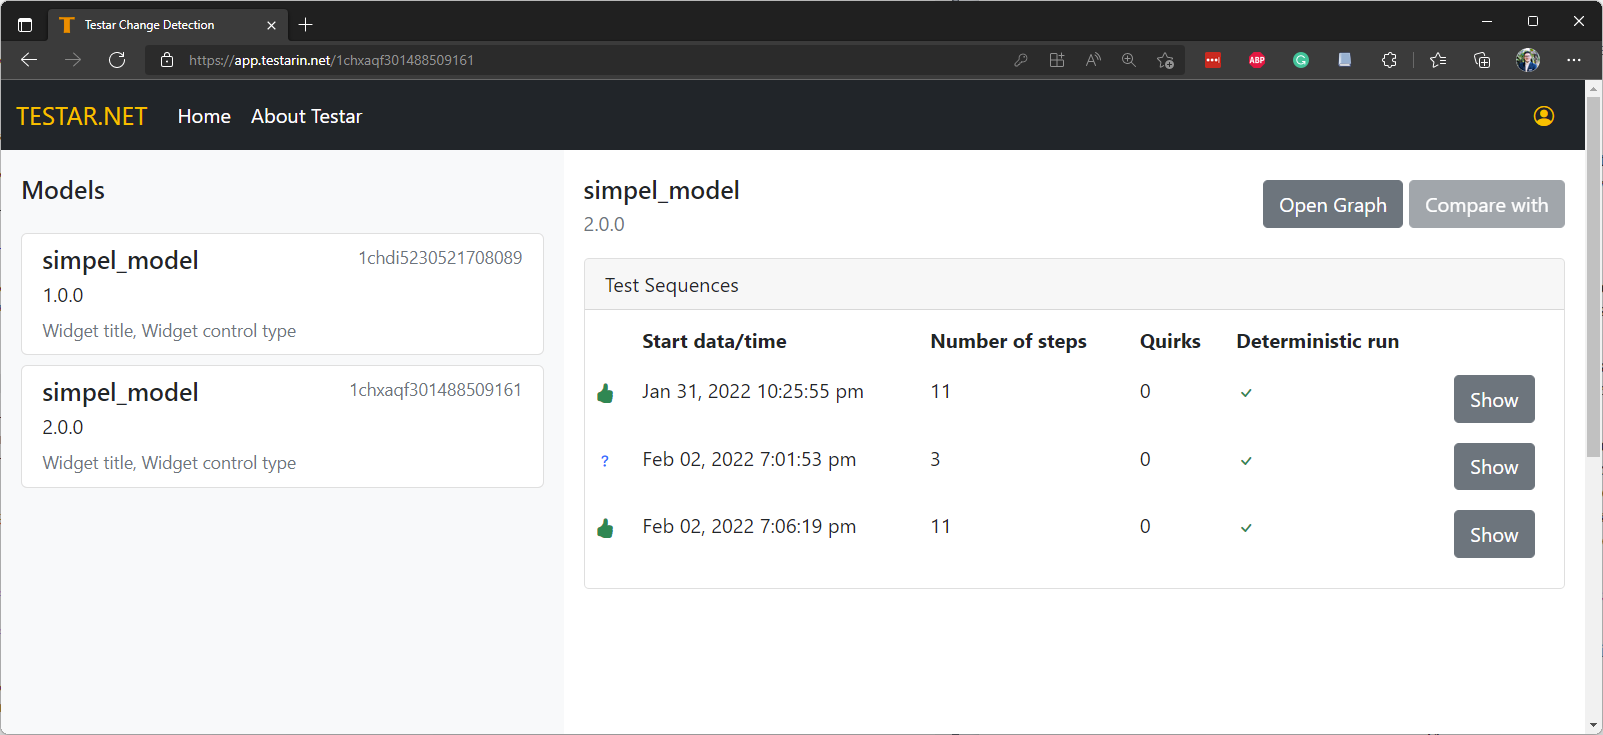 Testar Change Detection
https://app.testarin.net/1chxaqf301488509161
ABP
TESTAR.NET Home About Testar
Models
simpel_model 1chdi5230521708089
1.0.0
Widget title, Widget control type
simpel_model 1chxaqf301488509161
2.0.0
Widget title, Widget control type
simpel_model
2.0.0
Open Graph Compare with
Test Sequences
Start data/time Number of steps Quirks Deterministic run
Jan 31, 2022 10:25:55 pm 11 0 Show
? Feb 02, 2022 7:01:53 pm 3 0 Show
Feb 02, 2022 7:06:19 pm 11 0 Show